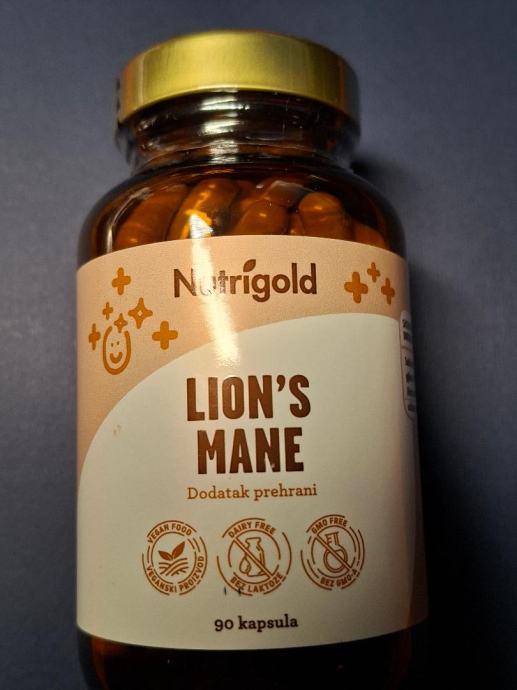 Nutrigold
LION'S
MANE
Dodatak prehrani
VEGAN FOOD
VEGANSKI PROIZVOD
DAIRY FREE
BEZ LAKTOZE
GMO FREE
BEZ GMO-A
90 kapsula